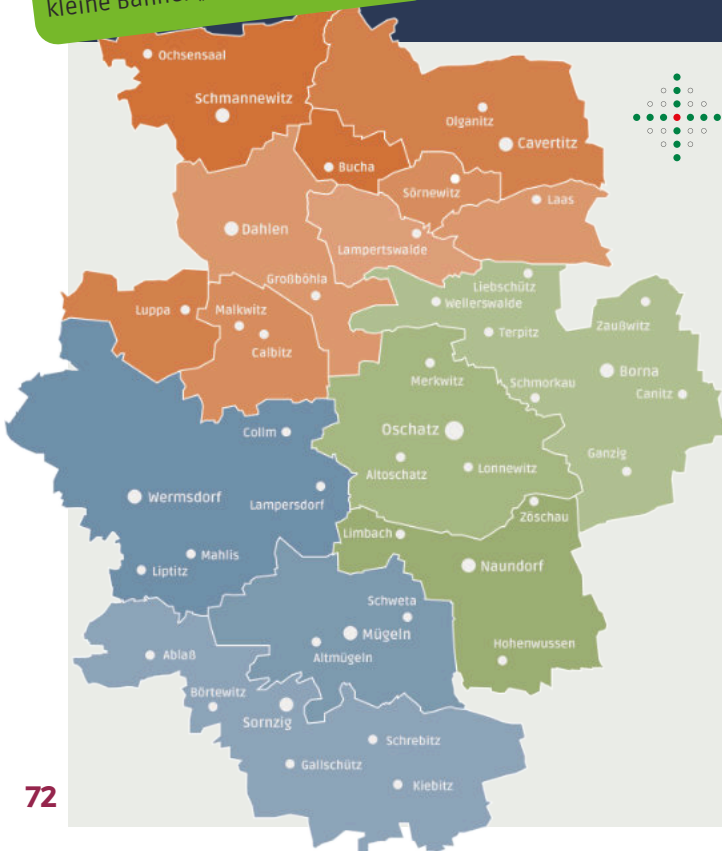 kleine Banner
Ochsensaal
Schmannewitz
Olganitz
Cavertitz
Bucha
Sörnewitz
Laas
Dahlen
Lampertswalde
Großböhla
Liebschütz
Wellerswalde
Luppa
Malkwitz
Zaußwitz
Terpitz
Calbitz
Borna
Merkwitz
Schmorkau
Canitz
Collm
Oschatz
Ganzig
Altoschatz
Lonnewitz
Wermsdorf
Lampersdorf
Zöschau
Limbach
Mahlis
Naundorf
Liptitz
Schweta
Mügeln
Hohenwussen
Ablaß
Altmügeln
Börtewitz
Sornzig
Schrebitz
Gallschütz
Kiebitz
72